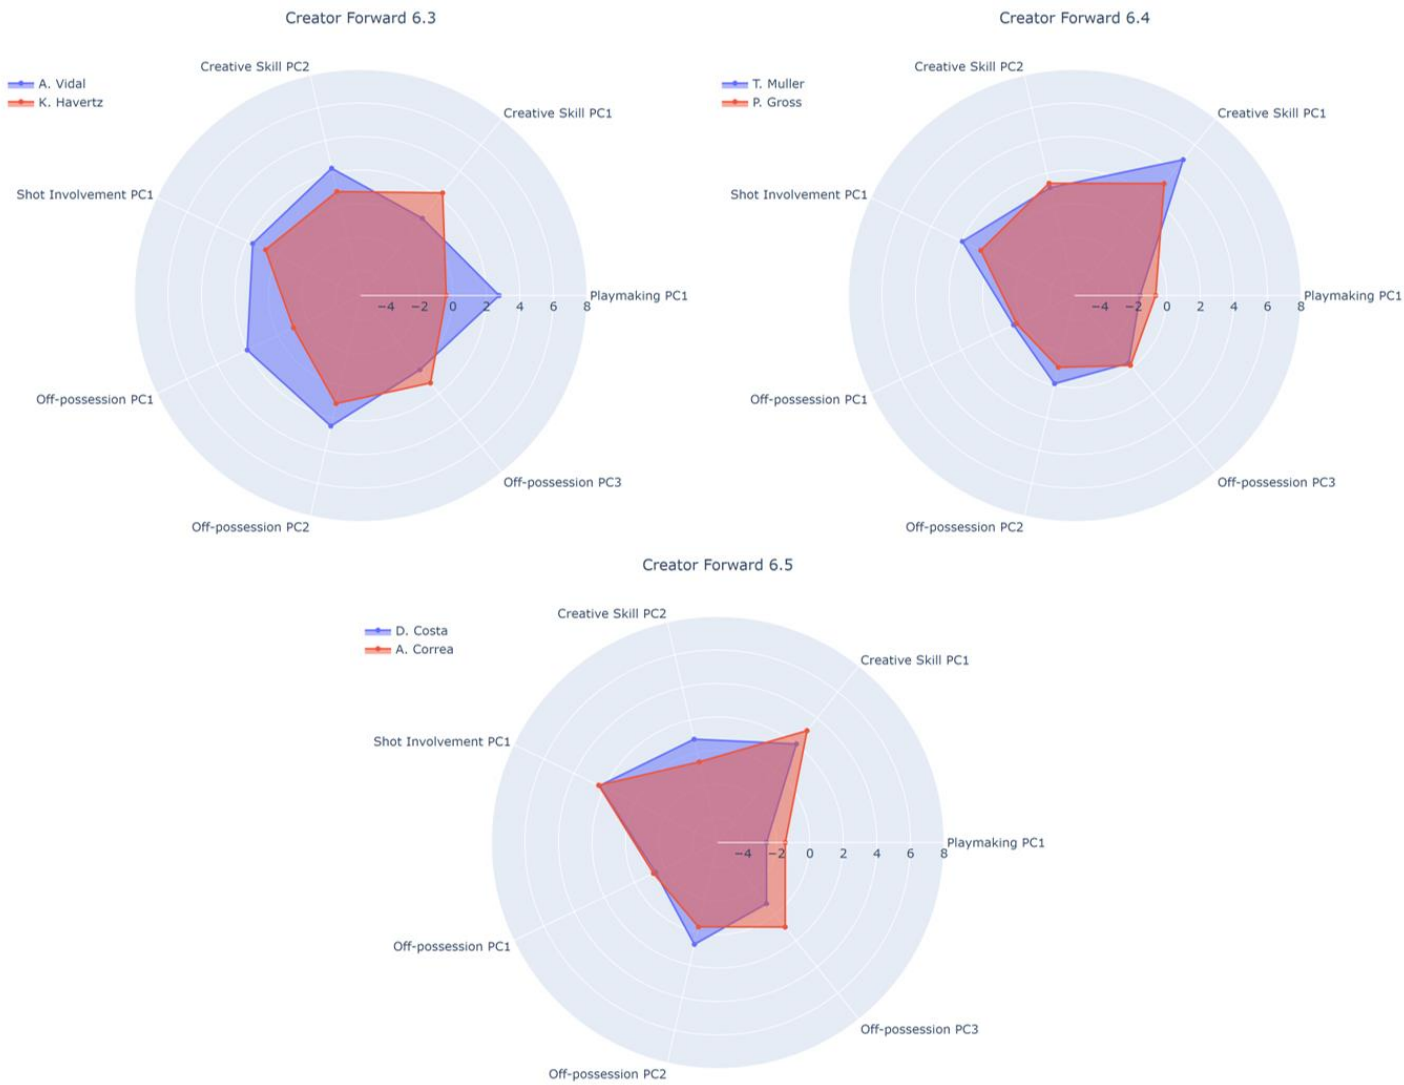 Creator Forward 6.3
A. Vidal
K. Havertz
Creative Skill PC2
Creative Skill PC1
Shot Involvement PC1
Playmaking PC1
−4 −2 0 2 4 6 8
Off-possession PC1
Off-possession PC3
Off-possession PC2
Creator Forward 6.4
T. Muller
P. Gross
Creative Skill PC2
Creative Skill PC1
Shot Involvement PC1
Playmaking PC1
−4 −2 0 2 4 6 8
Off-possession PC1
Off-possession PC3
Off-possession PC2
Creator Forward 6.5
D. Costa
A. Correa
Creative Skill PC2
Creative Skill PC1
Shot Involvement PC1
Playmaking PC1
−4 −2 0 2 4 6 8
Off-possession PC1
Off-possession PC3
Off-possession PC2